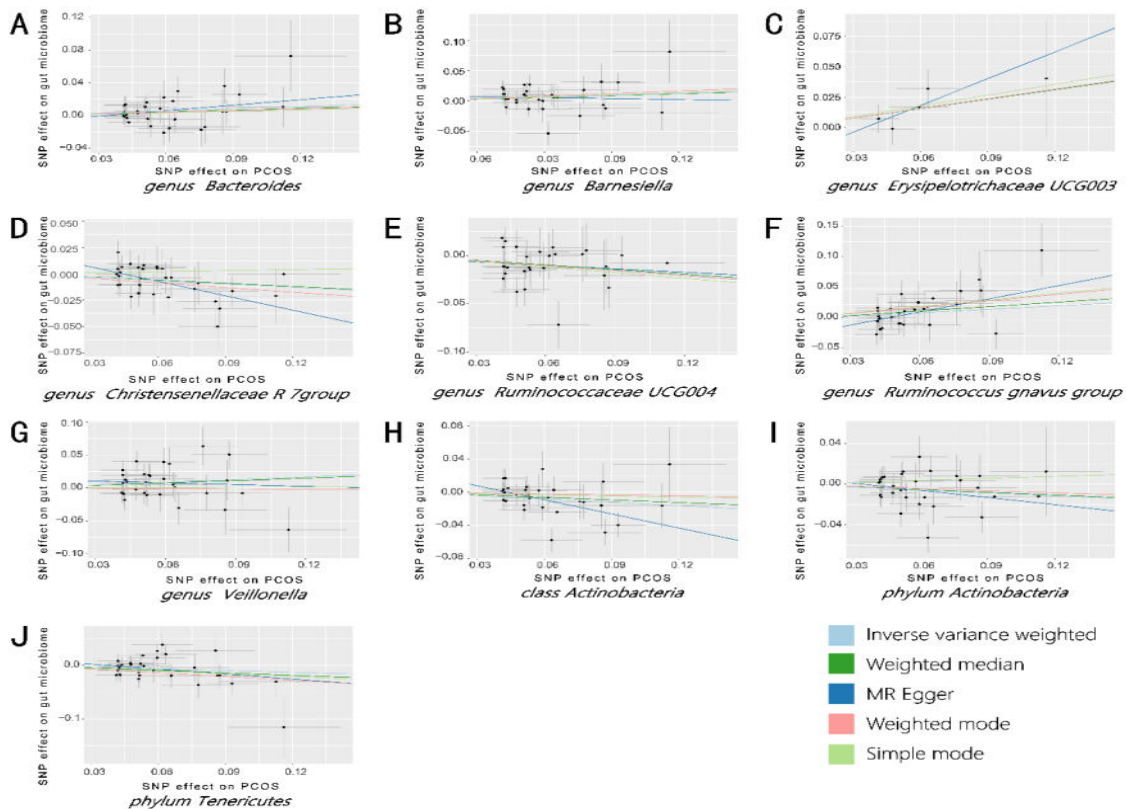 A
SNP effect on gut microbiome
0.12
0.08
0.04
0.00
−0.04
0.03
0.06
0.09
0.12
SNP effect on PCOS
genus Bacteroides
B
SNP effect on gut microbiome
0.10
0.05
0.00
−0.05
0.06
0.03
0.06
0.09
0.12
SNP effect on PCOS
genus Barnesiella
C
SNP effect on gut microbiome
0.075
0.050
0.025
0.000
0.03
0.06
0.09
0.12
SNP effect on PCOS
genus Erysipelotrichaceae UCG003
D
SNP effect on gut microbiome
0.050
0.025
0.000
−0.025
−0.050
−0.075
0.03
0.06
0.09
0.12
SNP effect on PCOS
genus Christensenellaceae R 7group
E
SNP effect on gut microbiome
0.00
−0.05
−0.10
0.03
0.06
0.09
0.12
SNP effect on PCOS
genus Ruminococcaceae UCG004
F
SNP effect on gut microbiome
0.15
0.10
0.05
0.00
−0.05
0.03
0.06
0.09
0.12
SNP effect on PCOS
genus Ruminococcus gnavus group
G
SNP effect on gut microbiome
0.10
0.05
0.00
−0.05
−0.10
0.03
0.06
0.09
0.12
SNP effect on PCOS
genus Veillonella
H
SNP effect on gut microbiome
0.04
0.00
−0.04
−0.08
0.03
0.06
0.09
0.12
SNP effect on PCOS
class Actinobacteria
I
SNP effect on gut microbiome
0.04
0.00
−0.04
0.03
0.06
0.09
0.12
SNP effect on PCOS
phylum Actinobacteria
J
SNP effect on gut microbiome
0.0
−0.1
0.03
0.06
0.09
0.12
SNP effect on PCOS
phylum Tenericutes
Inverse variance weighted
Weighted median
MR Egger
Weighted mode
Simple mode